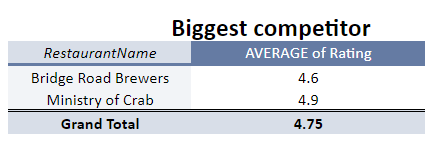 Biggest competitor
RestaurantName AVERAGE of Rating
Bridge Road Brewers 4.6
Ministry of Crab 4.9
Grand Total 4.75